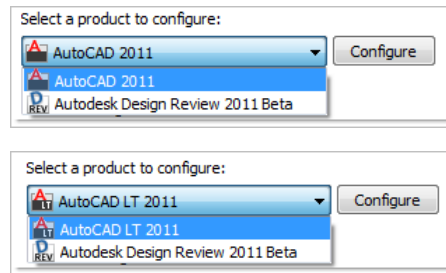 Select a product to configure:
AutoCAD 2011
Configure
AutoCAD 2011
Autodesk Design Review 2011 Beta
Select a product to configure:
AutoCAD LT 2011
Configure
AutoCAD LT 2011
Autodesk Design Review 2011 Beta